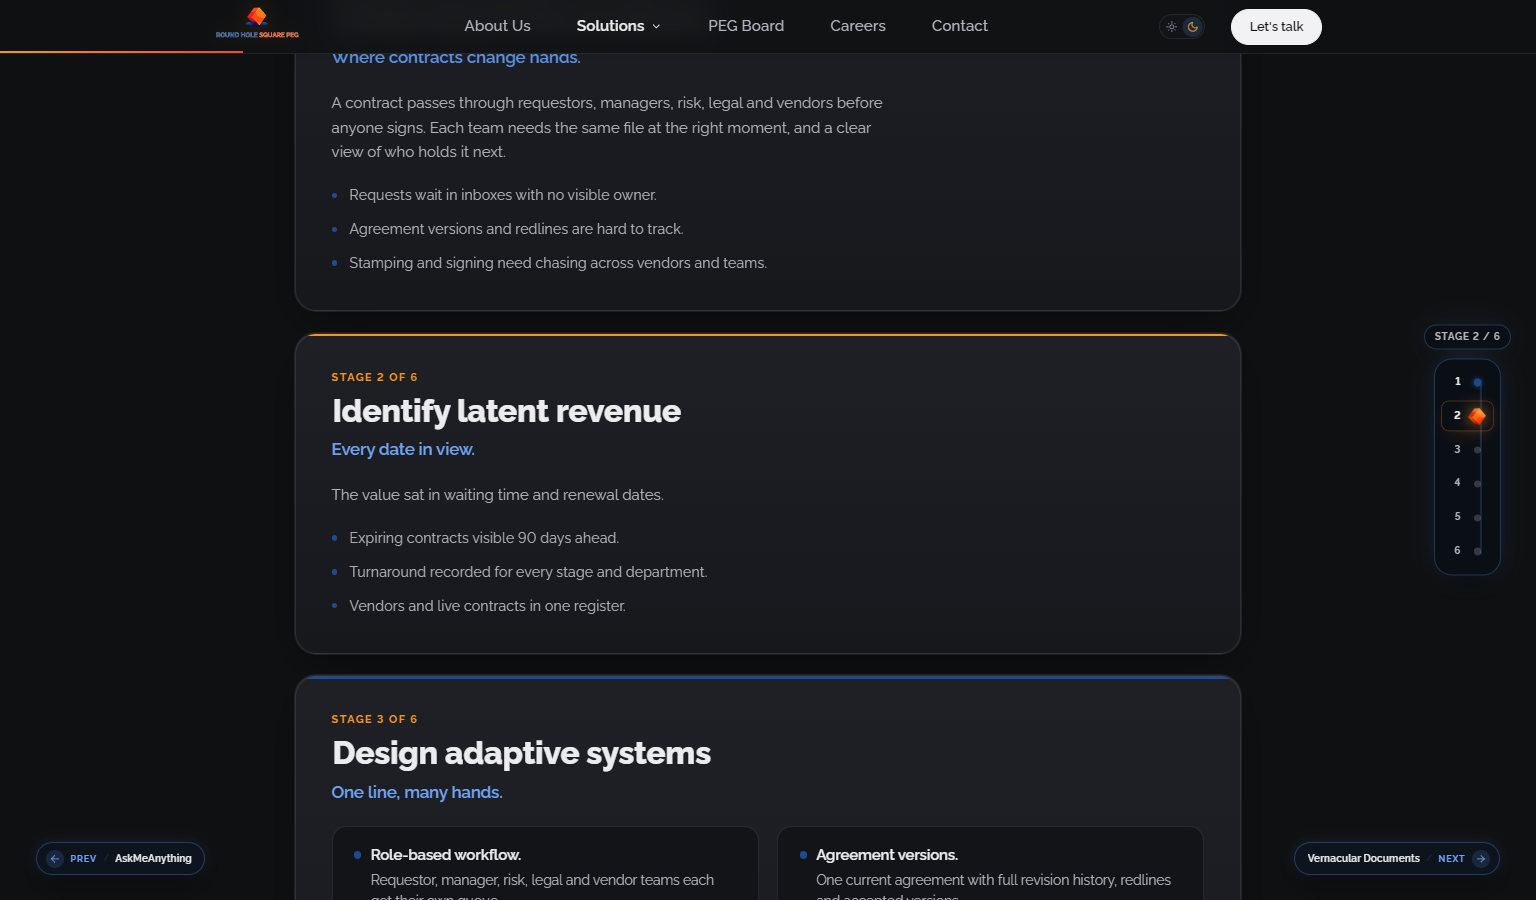 ROUND HOLE SQUARE PEG
About Us
Solutions
PEG Board
Careers
Contact
Let's talk
Where contracts change hands.
A contract passes through requestors, managers, risk, legal and vendors before
anyone signs. Each team needs the same file at the right moment, and a clear
view of who holds it next.
Requests wait in inboxes with no visible owner.
Agreement versions and redlines are hard to track.
Stamping and signing need chasing across vendors and teams.
STAGE 2 OF 6
Identify latent revenue
Every date in view.
The value sat in waiting time and renewal dates.
Expiring contracts visible 90 days ahead.
Turnaround recorded for every stage and department.
Vendors and live contracts in one register.
STAGE 3 OF 6
Design adaptive systems
One line, many hands.
Role-based workflow.
Requestor, manager, risk, legal and vendor teams each
get their own queue.
Agreement versions.
One current agreement with full revision history, redlines
and accepted versions.
STAGE 2 / 6
1
2
3
4
5
6
← PREV / AskMeAnything
Vernacular Documents / NEXT →